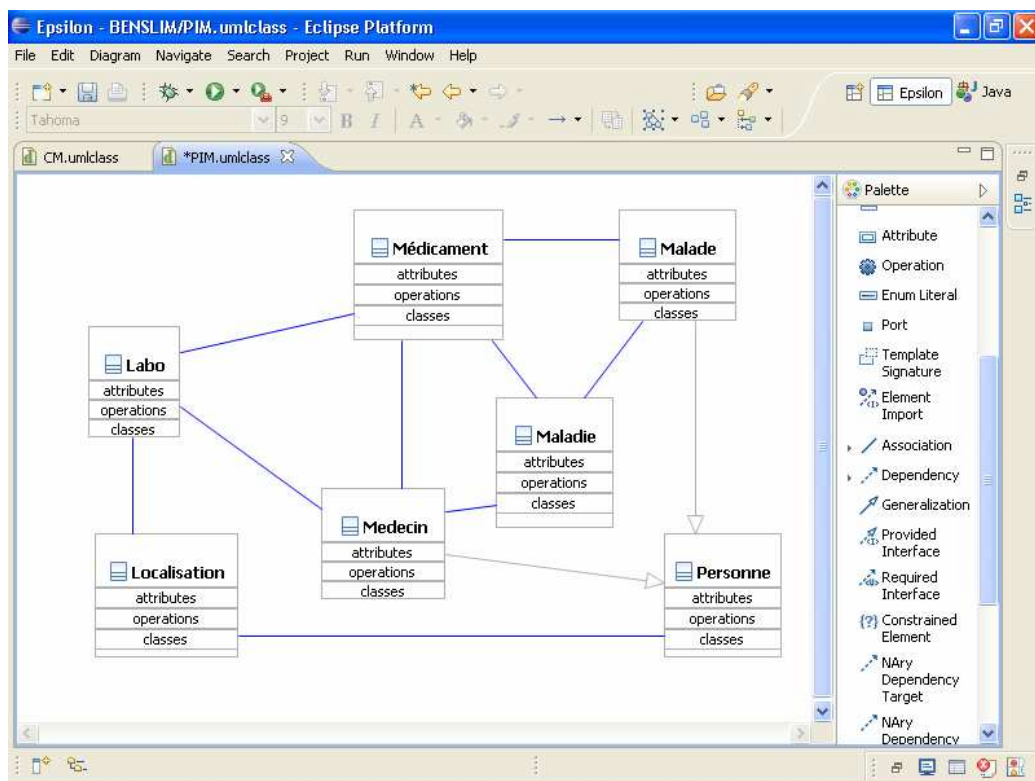 Epsilon - BENSLIM/PIM.umlclass - Eclipse Platform
File Edit Diagram Navigate Search Project Run Window Help
Epsilon Java
Tahoma 9 B I A
CM.umlclass *PIM.umlclass
Médicament
attributes
operations
classes
Malade
attributes
operations
classes
Labo
attributes
operations
classes
Maladie
attributes
operations
classes
Medecin
attributes
operations
classes
Localisation
attributes
operations
classes
Personne
attributes
operations
classes
Palette
Attribute
Operation
Enum Literal
Port
Template
Signature
Element
Import
Association
Dependency
Generalization
Provided
Interface
Required
Interface
{?} Constrained
Element
NAry
Dependency
Target
NAry
Dependency